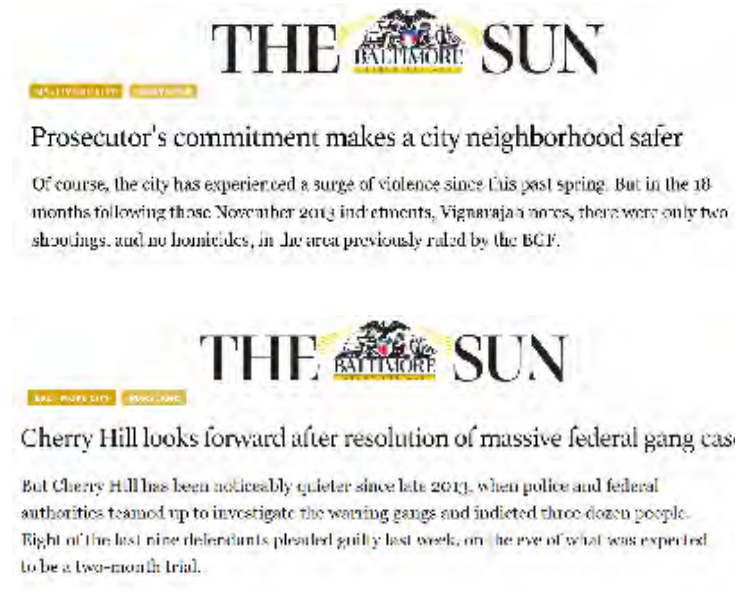 THE BALTIMORE SUN
BALTIMORE CITY MARYLAND
Prosecutor's commitment makes a city neighborhood safer
Of course, the city has experienced a surge of violence since this past spring. But in the 18
months following those November 2013 indictments, Vignarajah notes, there were only two
shootings, and no homicides, in the area previously ruled by the BGF.
THE BALTIMORE SUN
BALTIMORE CITY MARYLAND
Cherry Hill looks forward after resolution of massive federal gang case
But Cherry Hill has been noticeably quieter since late 2013, when police and federal
authorities teamed up to investigate the warring gangs and indicted three dozen people.
Eight of the last nine defendants pleaded guilty last week, on the eve of what was expected
to be a two-month trial.